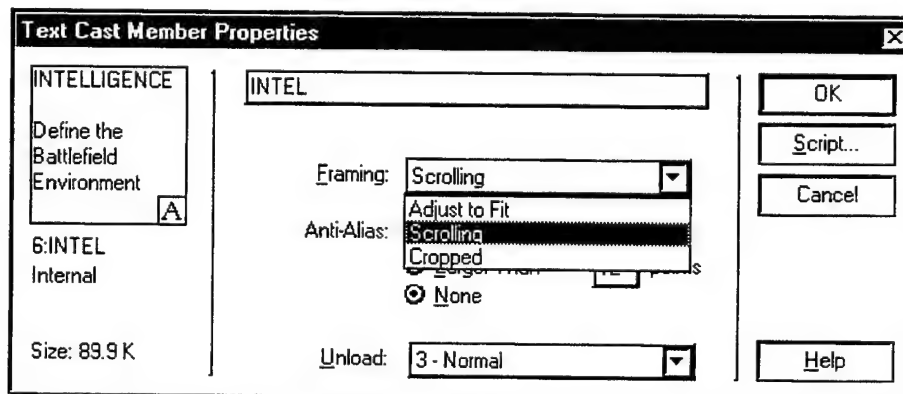 Text Cast Member Properties
INTELLIGENCE
Define the
Battlefield
Environment
A
6:INTEL
Internal
Size: 89.9 K
INTEL
Framing: Scrolling
Adjust to Fit
Anti-Alias: Scrolling
Cropped
None
Unload: 3 - Normal
OK
Script...
Cancel
Help